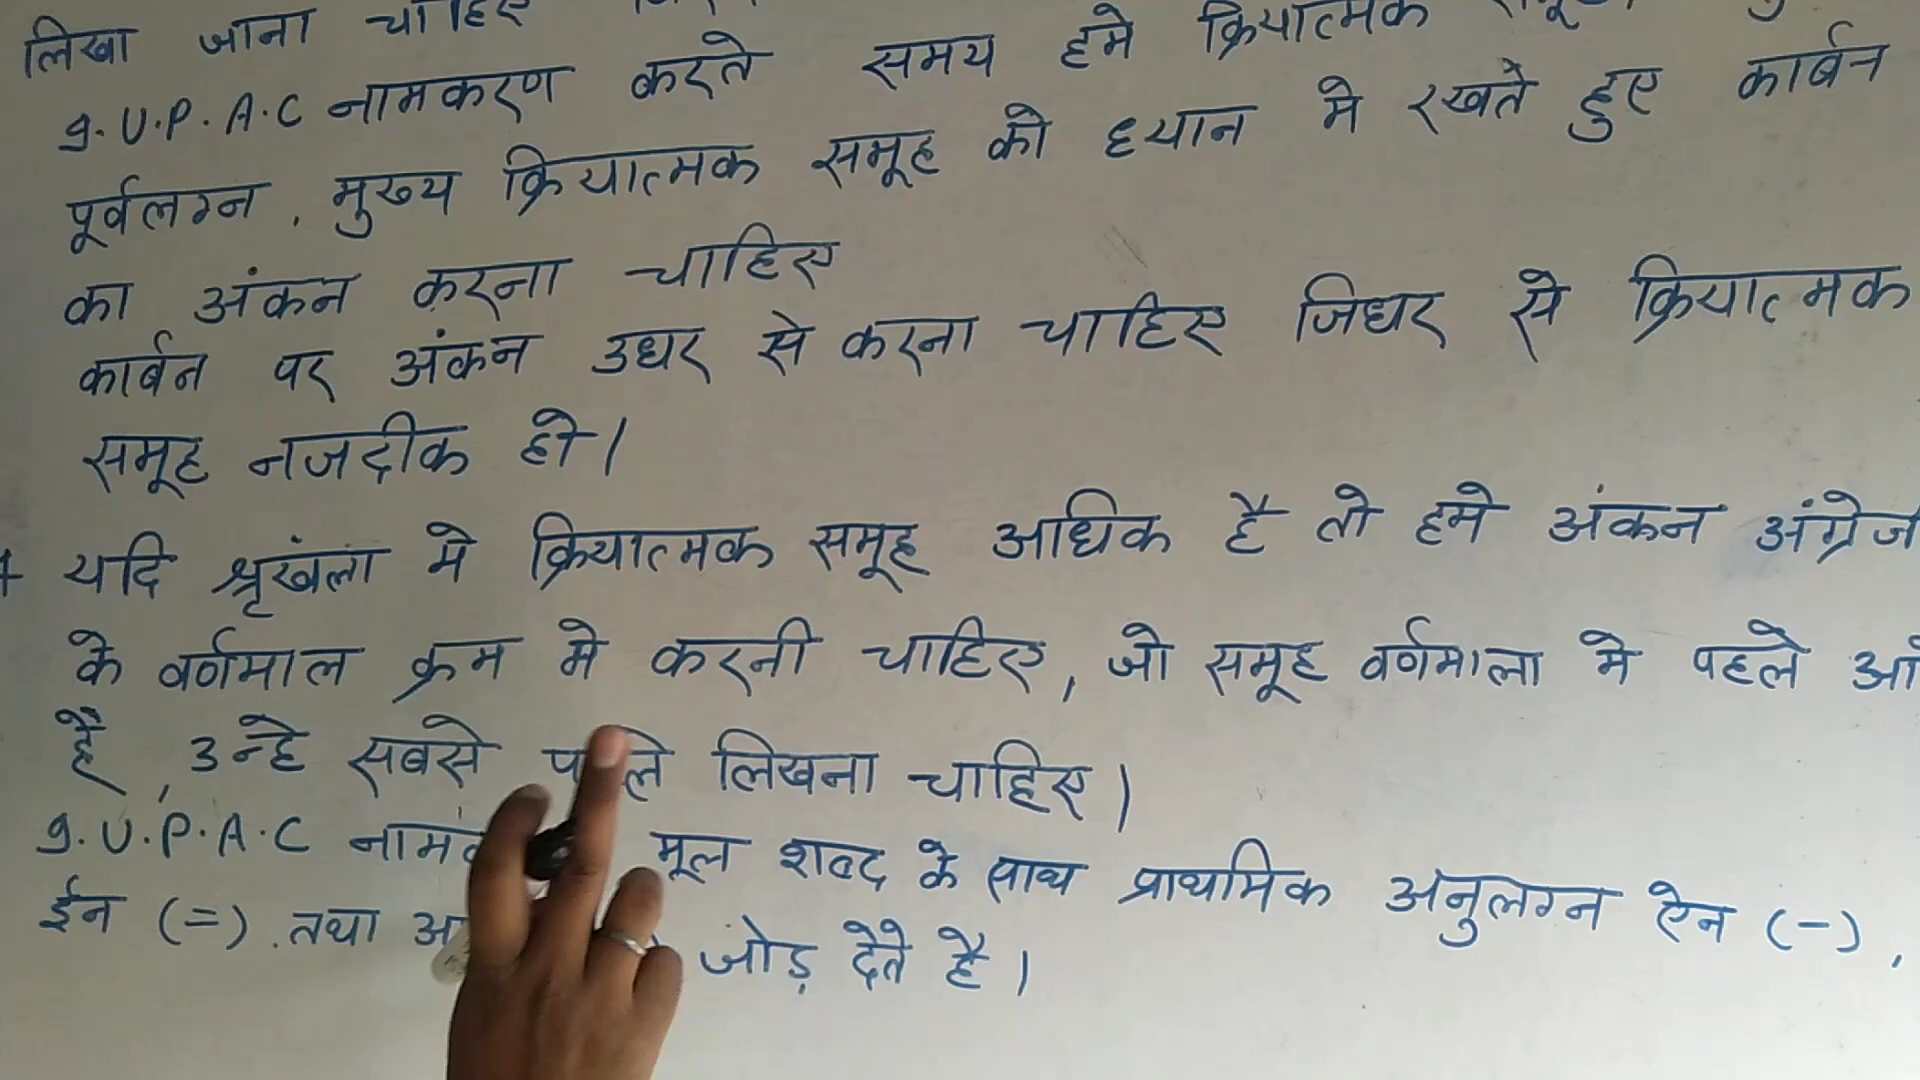 लिखा जाना चाहिए
I.U.P.A.C नामकरण करते समय हमे क्रियात्मक
पूर्वलग्न, मुख्य क्रियात्मक समूह को ध्यान मे रखते हुए कार्बन
का अंकन करना चाहिए
कार्बन पर अंकन उधर से करना चाहिए जिधर से क्रियात्मक
समूह नजदीक हो।
यदि श्रृखंला मे क्रियात्मक समूह अधिक है तो हमे अंकन
के वर्णमाल क्रम मे करनी चाहिए, जो समूह वर्णमाला मे पहले
हैं, उन्हे सबसे लिखना चाहिए।
I.U.P.A.C मूल शब्द के साथ प्राथमिक अनुलग्न ऐन (-),
ईन (=). तथा जोड़ देते है।